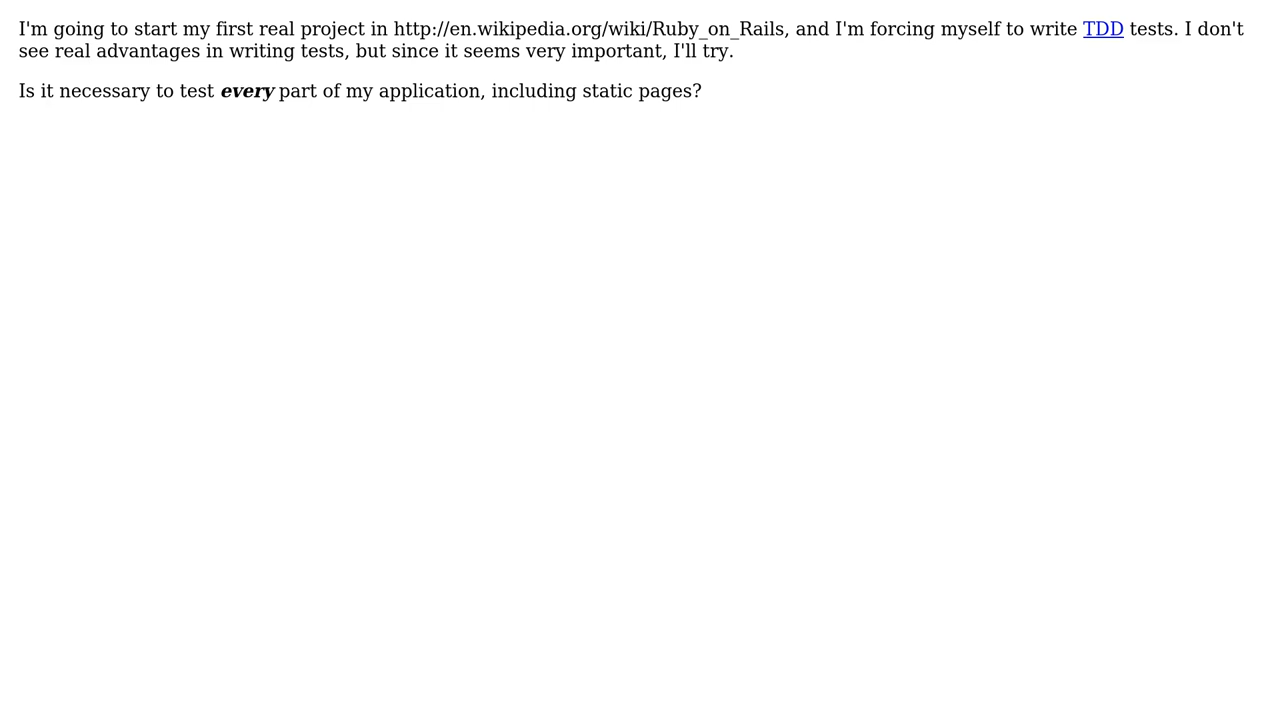 I'm going to start my first real project in http://en.wikipedia.org/wiki/Ruby_on_Rails, and I'm forcing myself to write TDD tests. I don't
see real advantages in writing tests, but since it seems very important, I'll try.
Is it necessary to test every part of my application, including static pages?